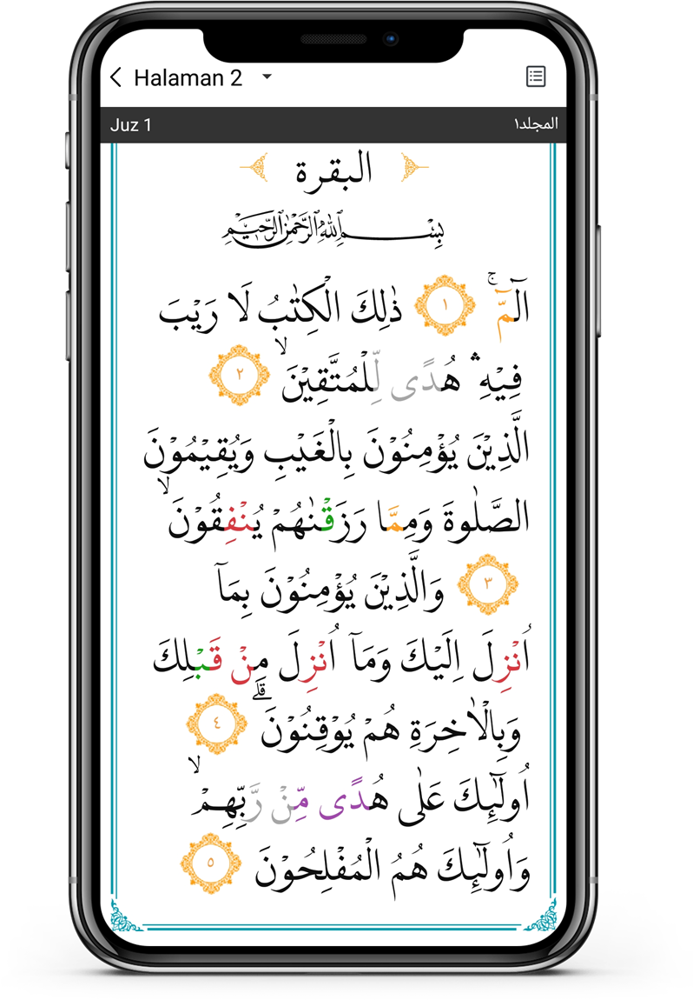 Halaman 2
Juz 1
المجلد١
البقرة
بِسْمِ اللهِ الرَّحْمٰنِ الرَّحِيْمِ
الۤمّۤ ۚ ١ ذٰلِكَ الْكِتٰبُ لَا رَيْبَ
فِيْهِ ۛ هُدًى لِّلْمُتَّقِيْنَ ۙ ٢
الَّذِيْنَ يُؤْمِنُوْنَ بِالْغَيْبِ وَيُقِيْمُوْنَ
الصَّلٰوةَ وَمِمَّا رَزَقْنٰهُمْ يُنْفِقُوْنَ ۙ
٣ وَالَّذِيْنَ يُؤْمِنُوْنَ بِمَآ
اُنْزِلَ اِلَيْكَ وَمَآ اُنْزِلَ مِنْ قَبْلِكَ
وَبِالْاٰخِرَةِ هُمْ يُوْقِنُوْنَ ۗ ٤
اُولٰۤىِٕكَ عَلٰى هُدًى مِّنْ رَّبِّهِمْ ۙ
وَاُولٰۤىِٕكَ هُمُ الْمُفْلِحُوْنَ ٥